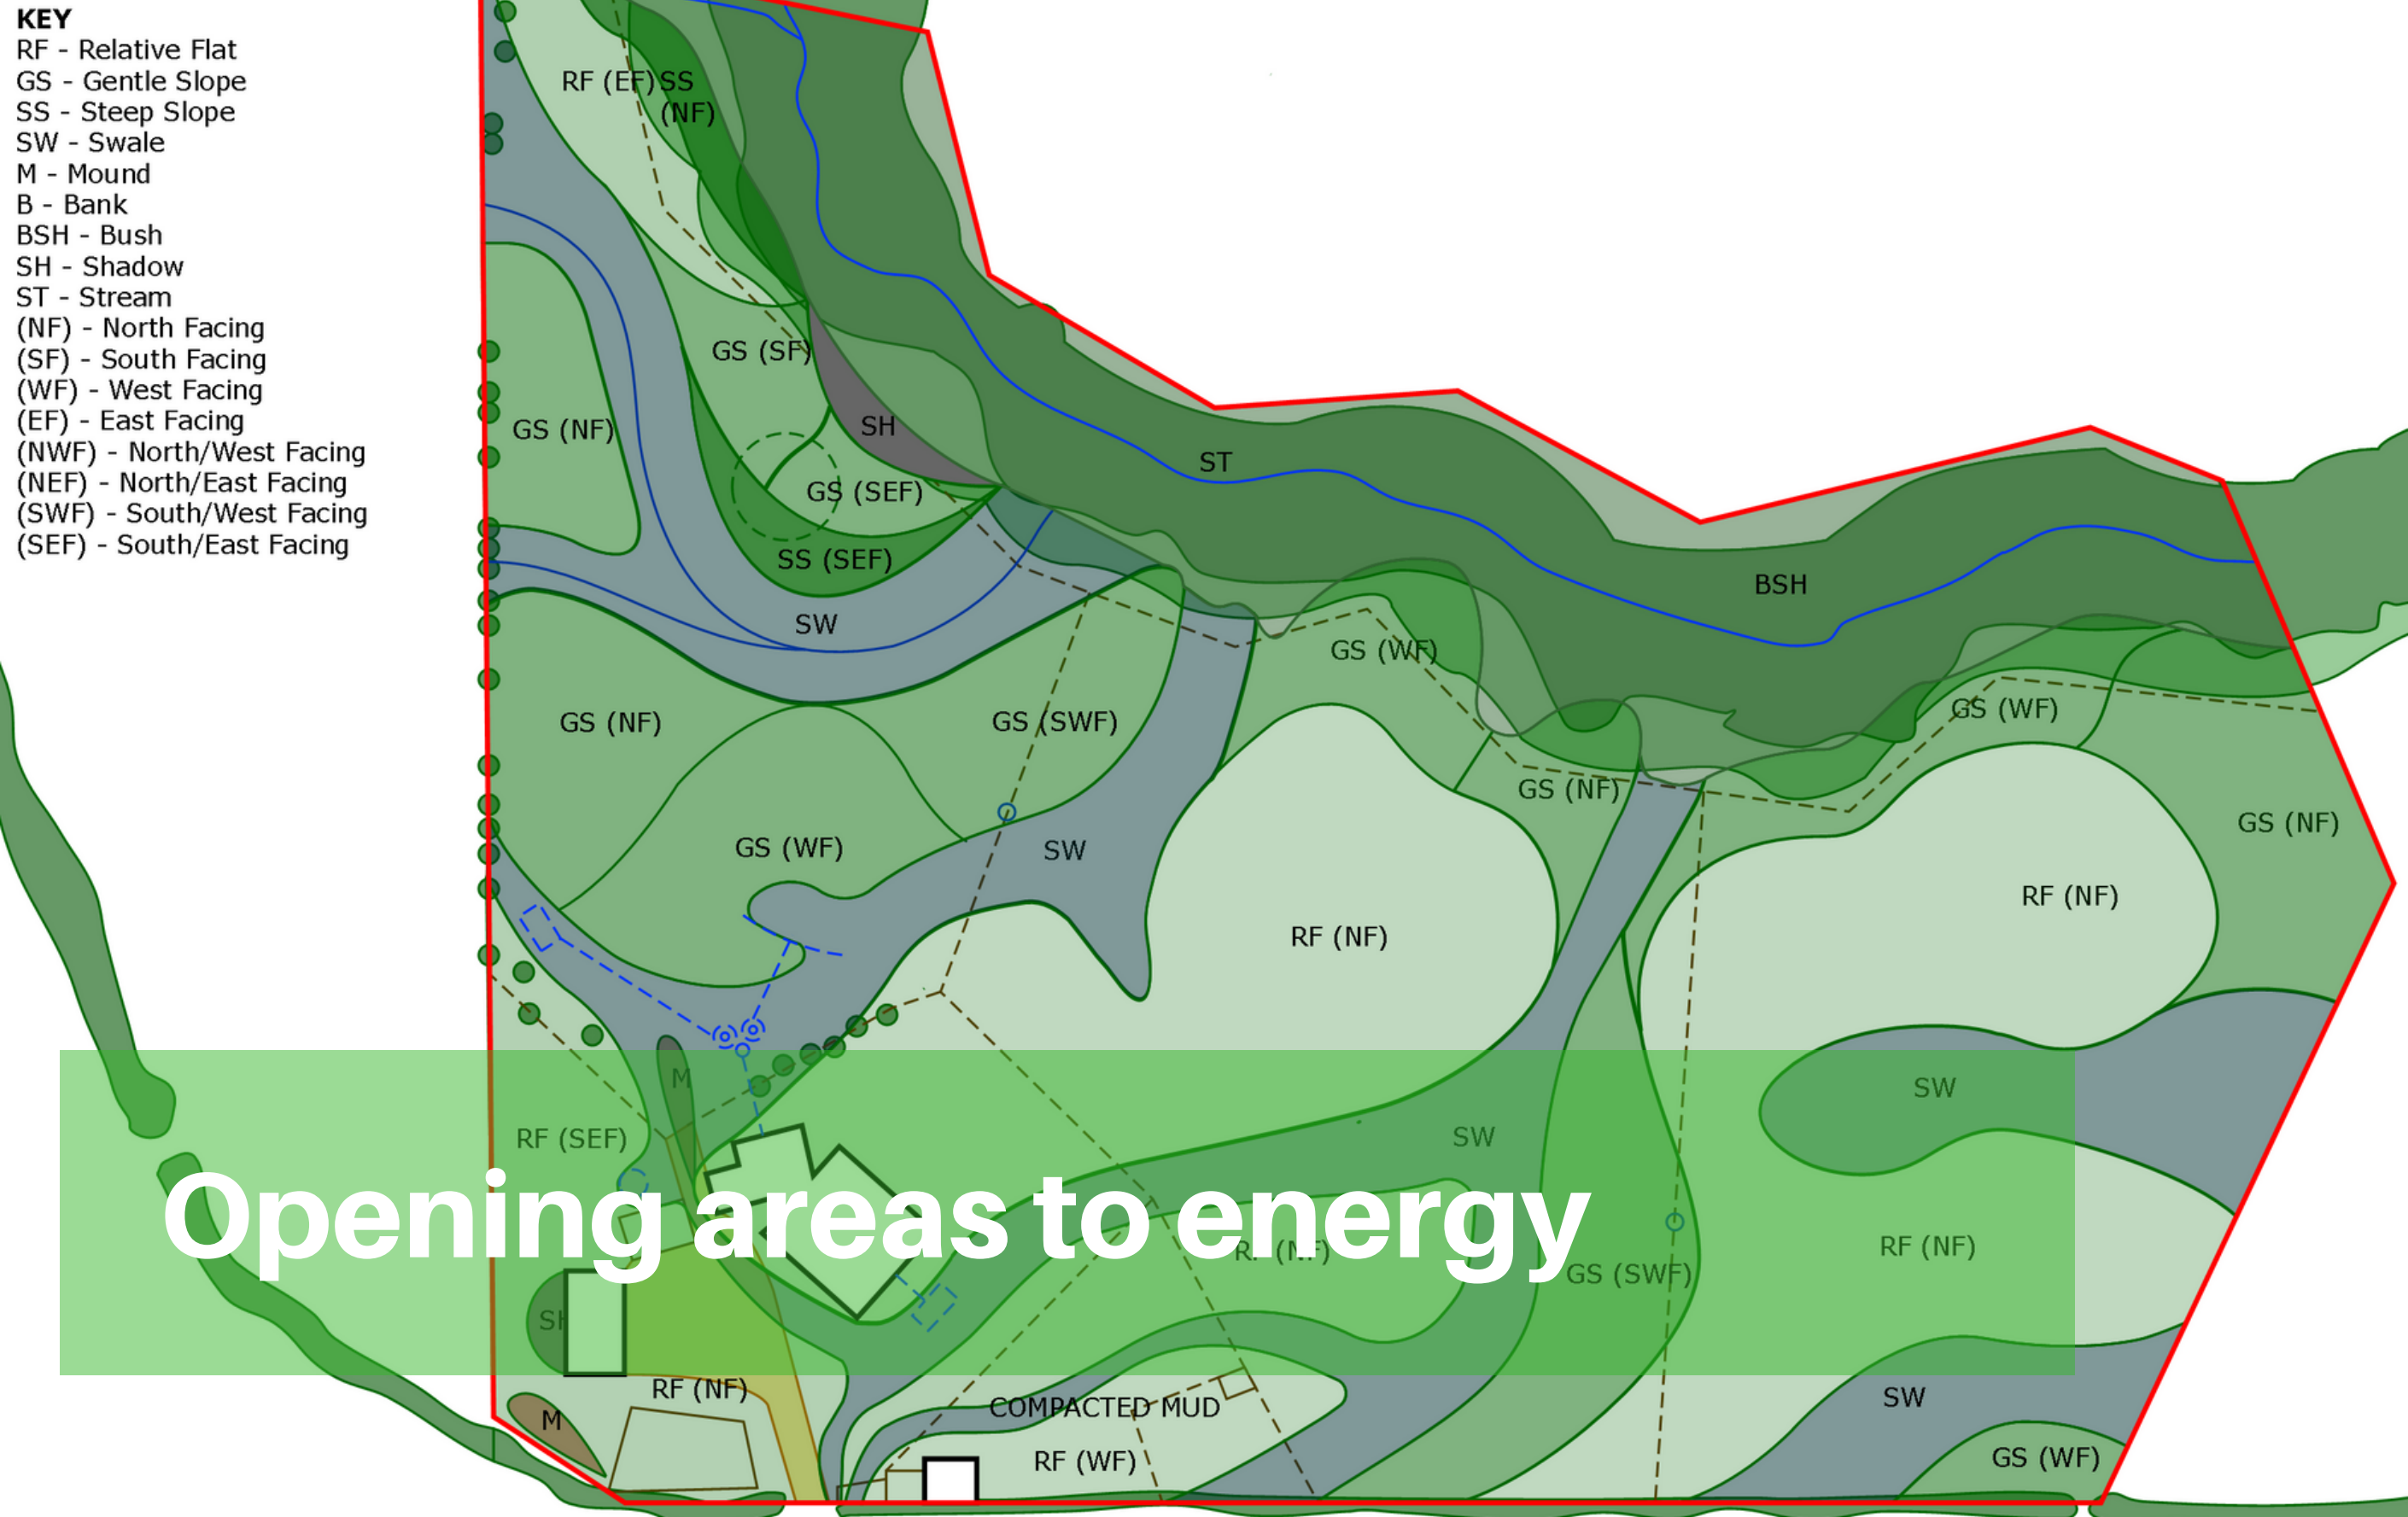 KEY
RF - Relative Flat
GS - Gentle Slope
SS - Steep Slope
SW - Swale
M - Mound
B - Bank
BSH - Bush
SH - Shadow
ST - Stream
(NF) - North Facing
(SF) - South Facing
(WF) - West Facing
(EF) - East Facing
(NWF) - North/West Facing
(NEF) - North/East Facing
(SWF) - South/West Facing
(SEF) - South/East Facing
RF (EF)
SS
(NF)
GS (SF)
GS (NF)
SH
GS (SEF)
ST
SS (SEF)
BSH
SW
GS (WF)
GS (NF)
GS (SWF)
GS (WF)
GS (NF)
GS (NF)
GS (WF)
SW
RF (NF)
RF (NF)
M
SW
RF (SEF)
SW
Opening areas to energy
RF (NF)
RF (NF)
GS (SWF)
SH
RF (NF)
M
COMPACTED MUD
SW
RF (WF)
GS (WF)